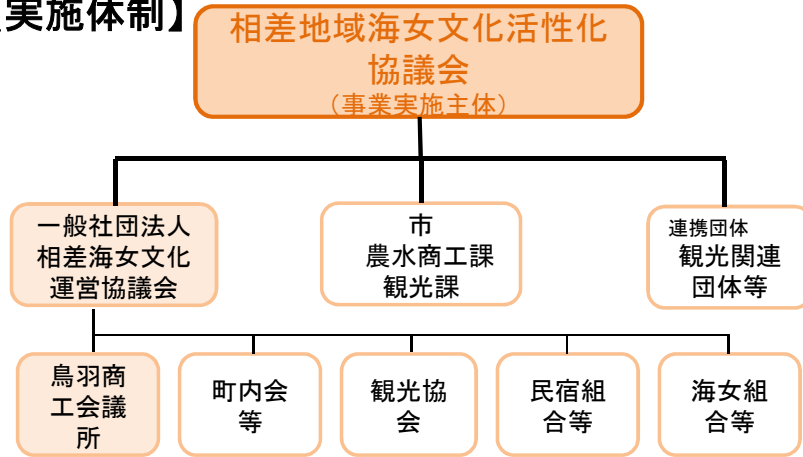 実施体制】
相差地域海女文化活性化
協議会
（事業実施主体）
一般社団法人
相差海女文化
運営協議会
市
農水商工課
観光課
連携団体
観光関連
団体等
鳥羽商
工会議
所
町内会
等
観光協
会
民宿組
合等
海女組
合等